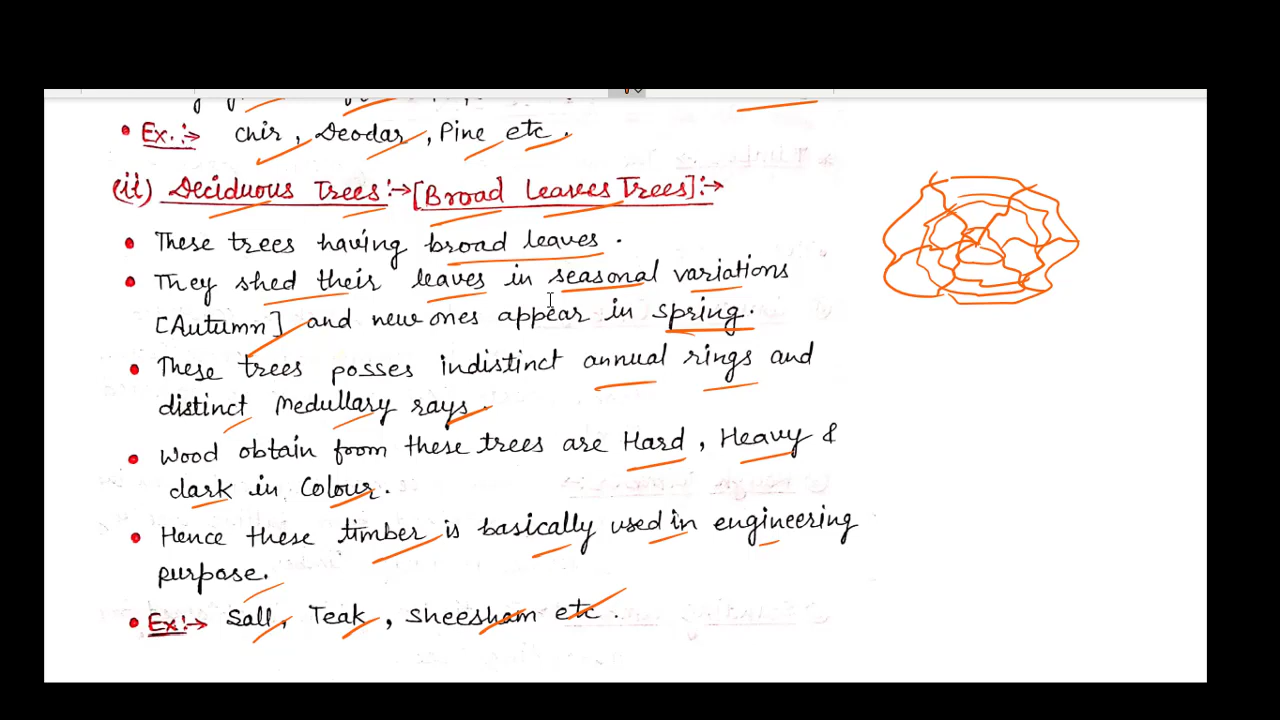 • Ex.:→ Chir, Deodar, Pine etc.
(ii) Deciduous Trees:→[Broad Leaves Trees]:→
• These trees having broad leaves.
• They shed their leaves in seasonal variations
[Autumn] and new ones appear in spring.
• These trees posses indistinct annual rings and
distinct Medullary rays.
• Wood obtain from these trees are Hard, Heavy &
dark in Colour.
• Hence these timber is basically used in engineering
purpose.
• Ex:→ Sall, Teak, Sheesham etc.